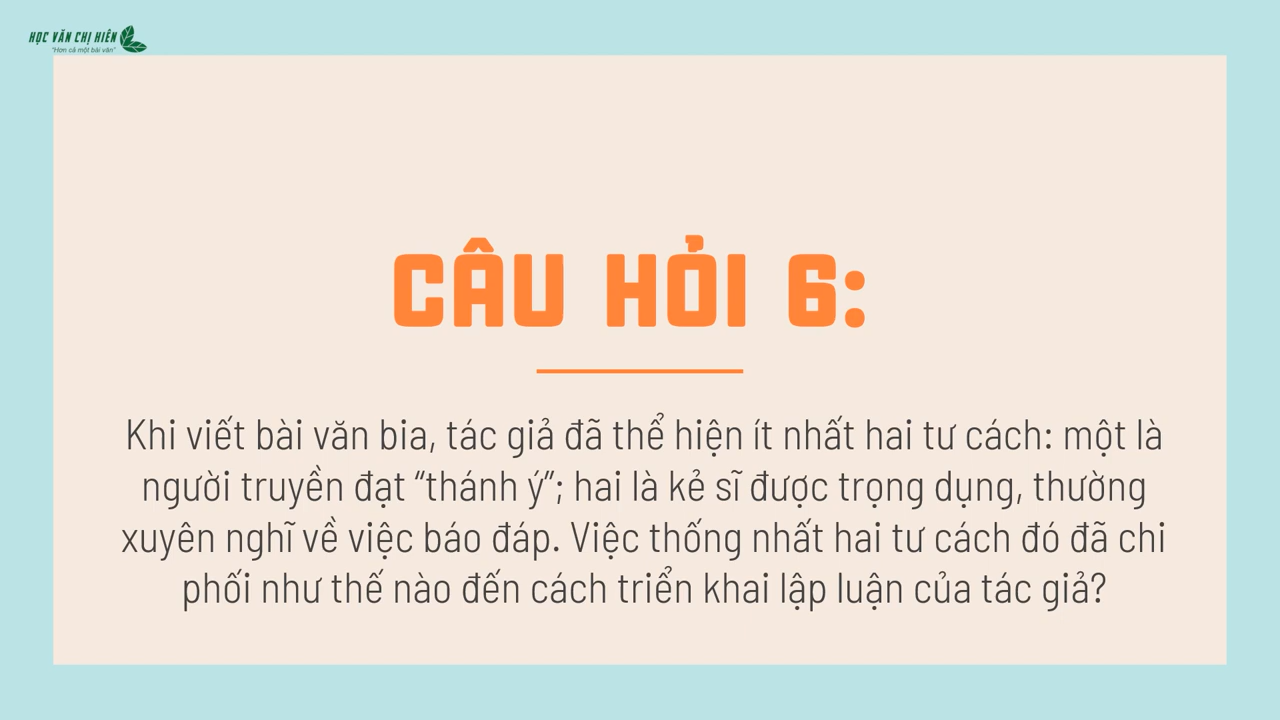 HỌC VĂN CHỊ HIÊN
"Hơn cả một bài văn"
CÂU HỎI 6:
Khi viết bài văn bia, tác giả đã thể hiện ít nhất hai tư cách: một là
người truyền đạt “thánh ý”; hai là kẻ sĩ được trọng dụng, thường
xuyên nghĩ về việc báo đáp. Việc thống nhất hai tư cách đó đã chi
phối như thế nào đến cách triển khai lập luận của tác giả?